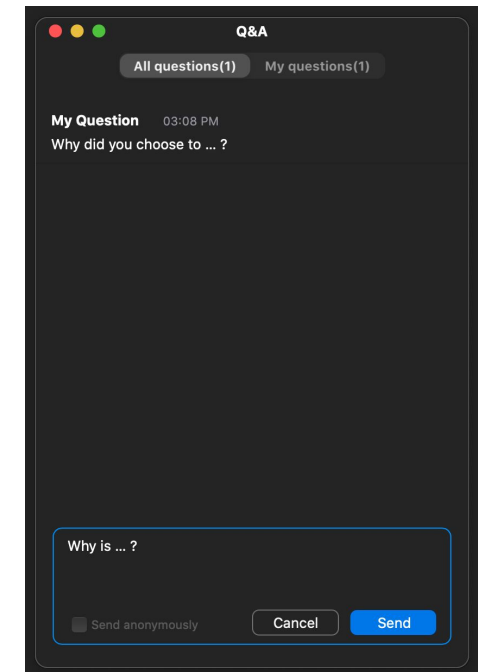 Q&A
All questions(1) My questions(1)
My Question 03:08 PM
Why did you choose to ... ?
Why is ... ?
Send anonymously Cancel Send